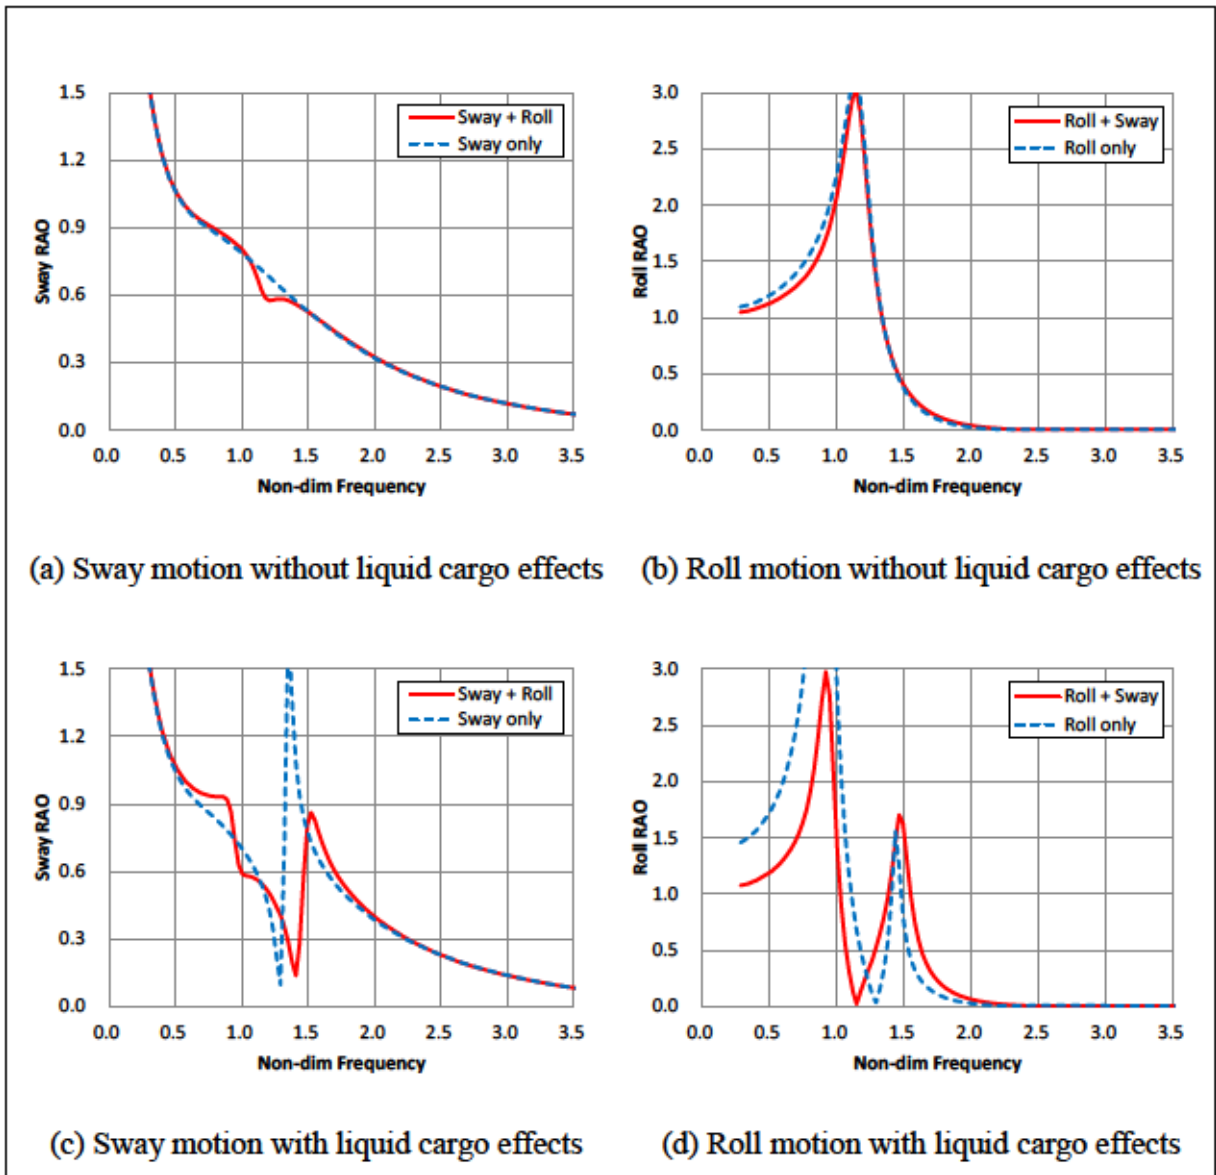 1.5
1.2
0.9
0.6
0.3
0.0
Sway RAO
Sway + Roll
Sway only
0.0 0.5 1.0 1.5 2.0 2.5 3.0 3.5
Non-dim Frequency
(a) Sway motion without liquid cargo effects
3.0
2.5
2.0
1.5
1.0
0.5
0.0
Roll RAO
Roll + Sway
Roll only
0.0 0.5 1.0 1.5 2.0 2.5 3.0 3.5
Non-dim Frequency
(b) Roll motion without liquid cargo effects
1.5
1.2
0.9
0.6
0.3
0.0
Sway RAO
Sway + Roll
Sway only
0.0 0.5 1.0 1.5 2.0 2.5 3.0 3.5
Non-dim Frequency
(c) Sway motion with liquid cargo effects
3.0
2.5
2.0
1.5
1.0
0.5
0.0
Roll RAO
Roll + Sway
Roll only
0.0 0.5 1.0 1.5 2.0 2.5 3.0 3.5
Non-dim Frequency
(d) Roll motion with liquid cargo effects